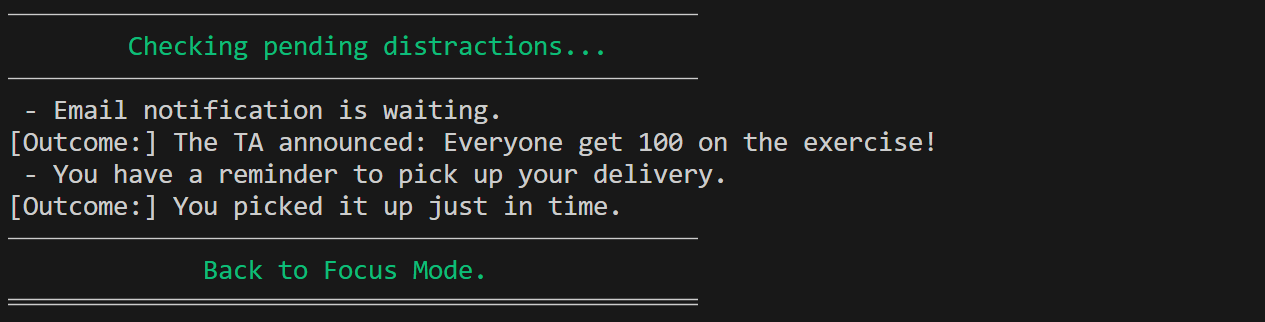 Checking pending distractions...
- Email notification is waiting.
[Outcome:] The TA announced: Everyone get 100 on the exercise!
- You have a reminder to pick up your delivery.
[Outcome:] You picked it up just in time.
Back to Focus Mode.